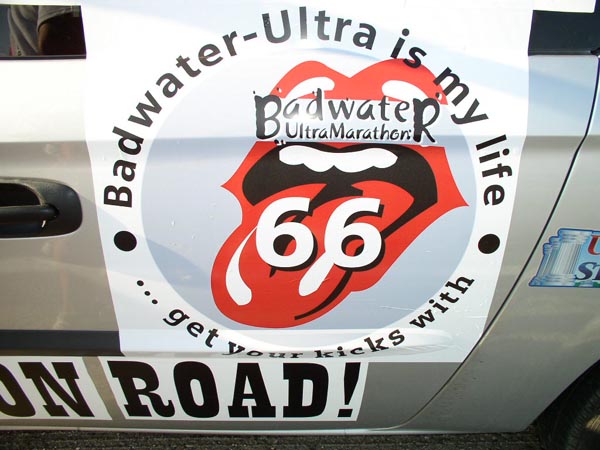 Badwater-Ultra is my life
Badwater
UltraMarathon
66
... get your kicks with
ON ROAD!